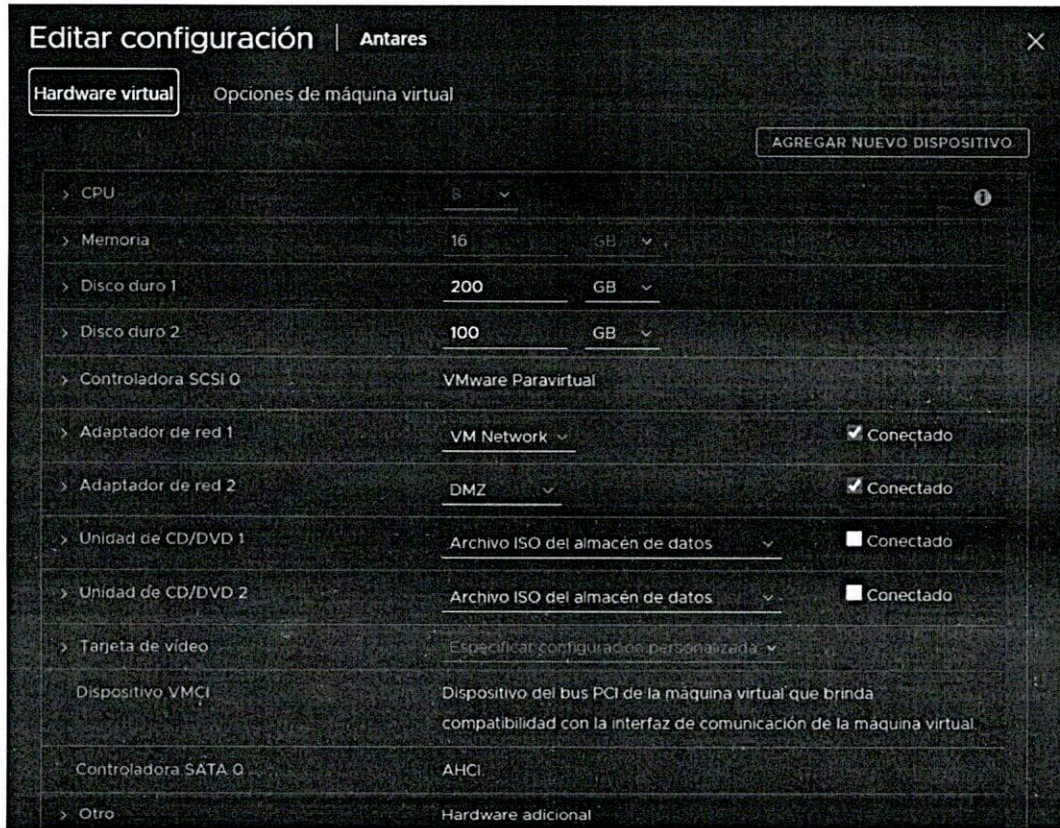 Editar configuración | Antares
Hardware virtual Opciones de máquina virtual
AGREGAR NUEVO DISPOSITIVO
CPU 8
Memoria 16 GB
Disco duro 1 200 GB
Disco duro 2 100 GB
Controladora SCSI 0 VMware Paravirtual
Adaptador de red 1 VM Network Conectado
Adaptador de red 2 DMZ Conectado
Unidad de CD/DVD 1 Archivo ISO del almacén de datos Conectado
Unidad de CD/DVD 2 Archivo ISO del almacén de datos Conectado
Tarjeta de vídeo Especificar configuración personalizada
Dispositivo VMCI Dispositivo del bus PCI de la máquina virtual que brinda
compatibilidad con la interfaz de comunicación de la máquina virtual
Controladora SATA 0 AHCI
Otro Hardware adicional